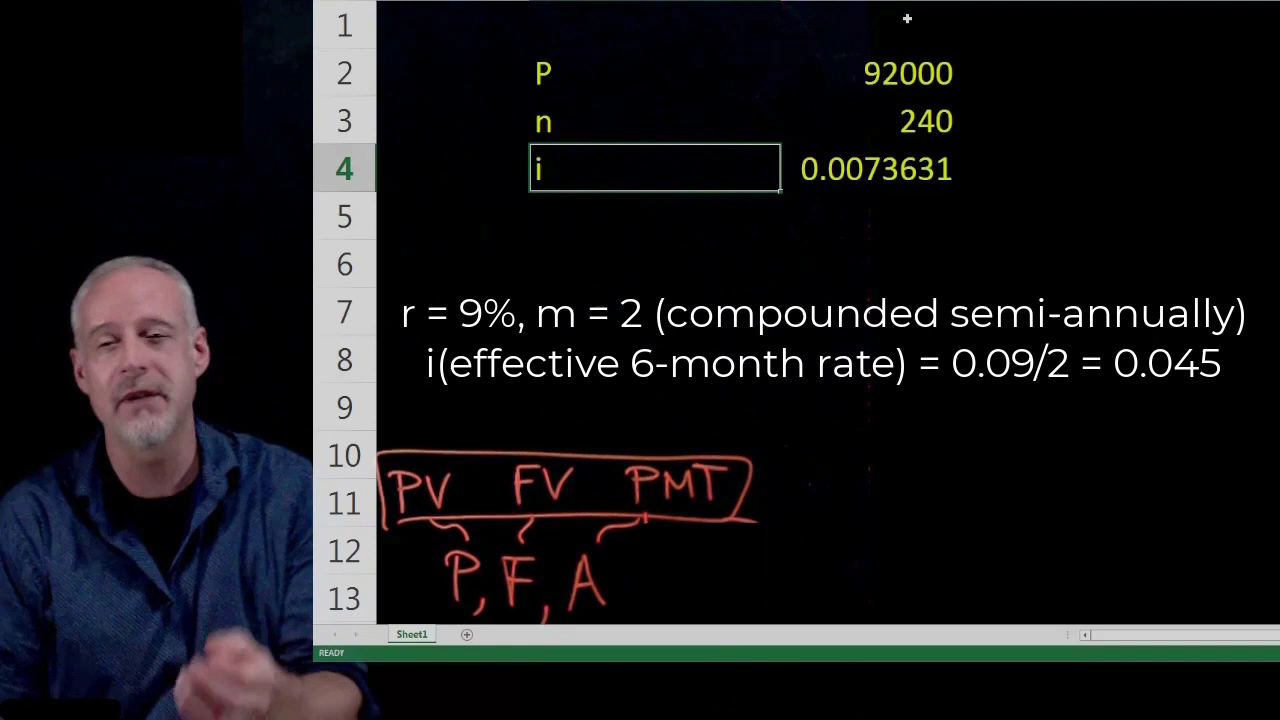 1
2 P 92000
3 n 240
4 i 0.0073631
5
6
7 r = 9%, m = 2 (compounded semi-annually)
8 i(effective 6-month rate) = 0.09/2 = 0.045
9
10
11 PV FV PMT
12
13 P, F, A
Sheet1
READY